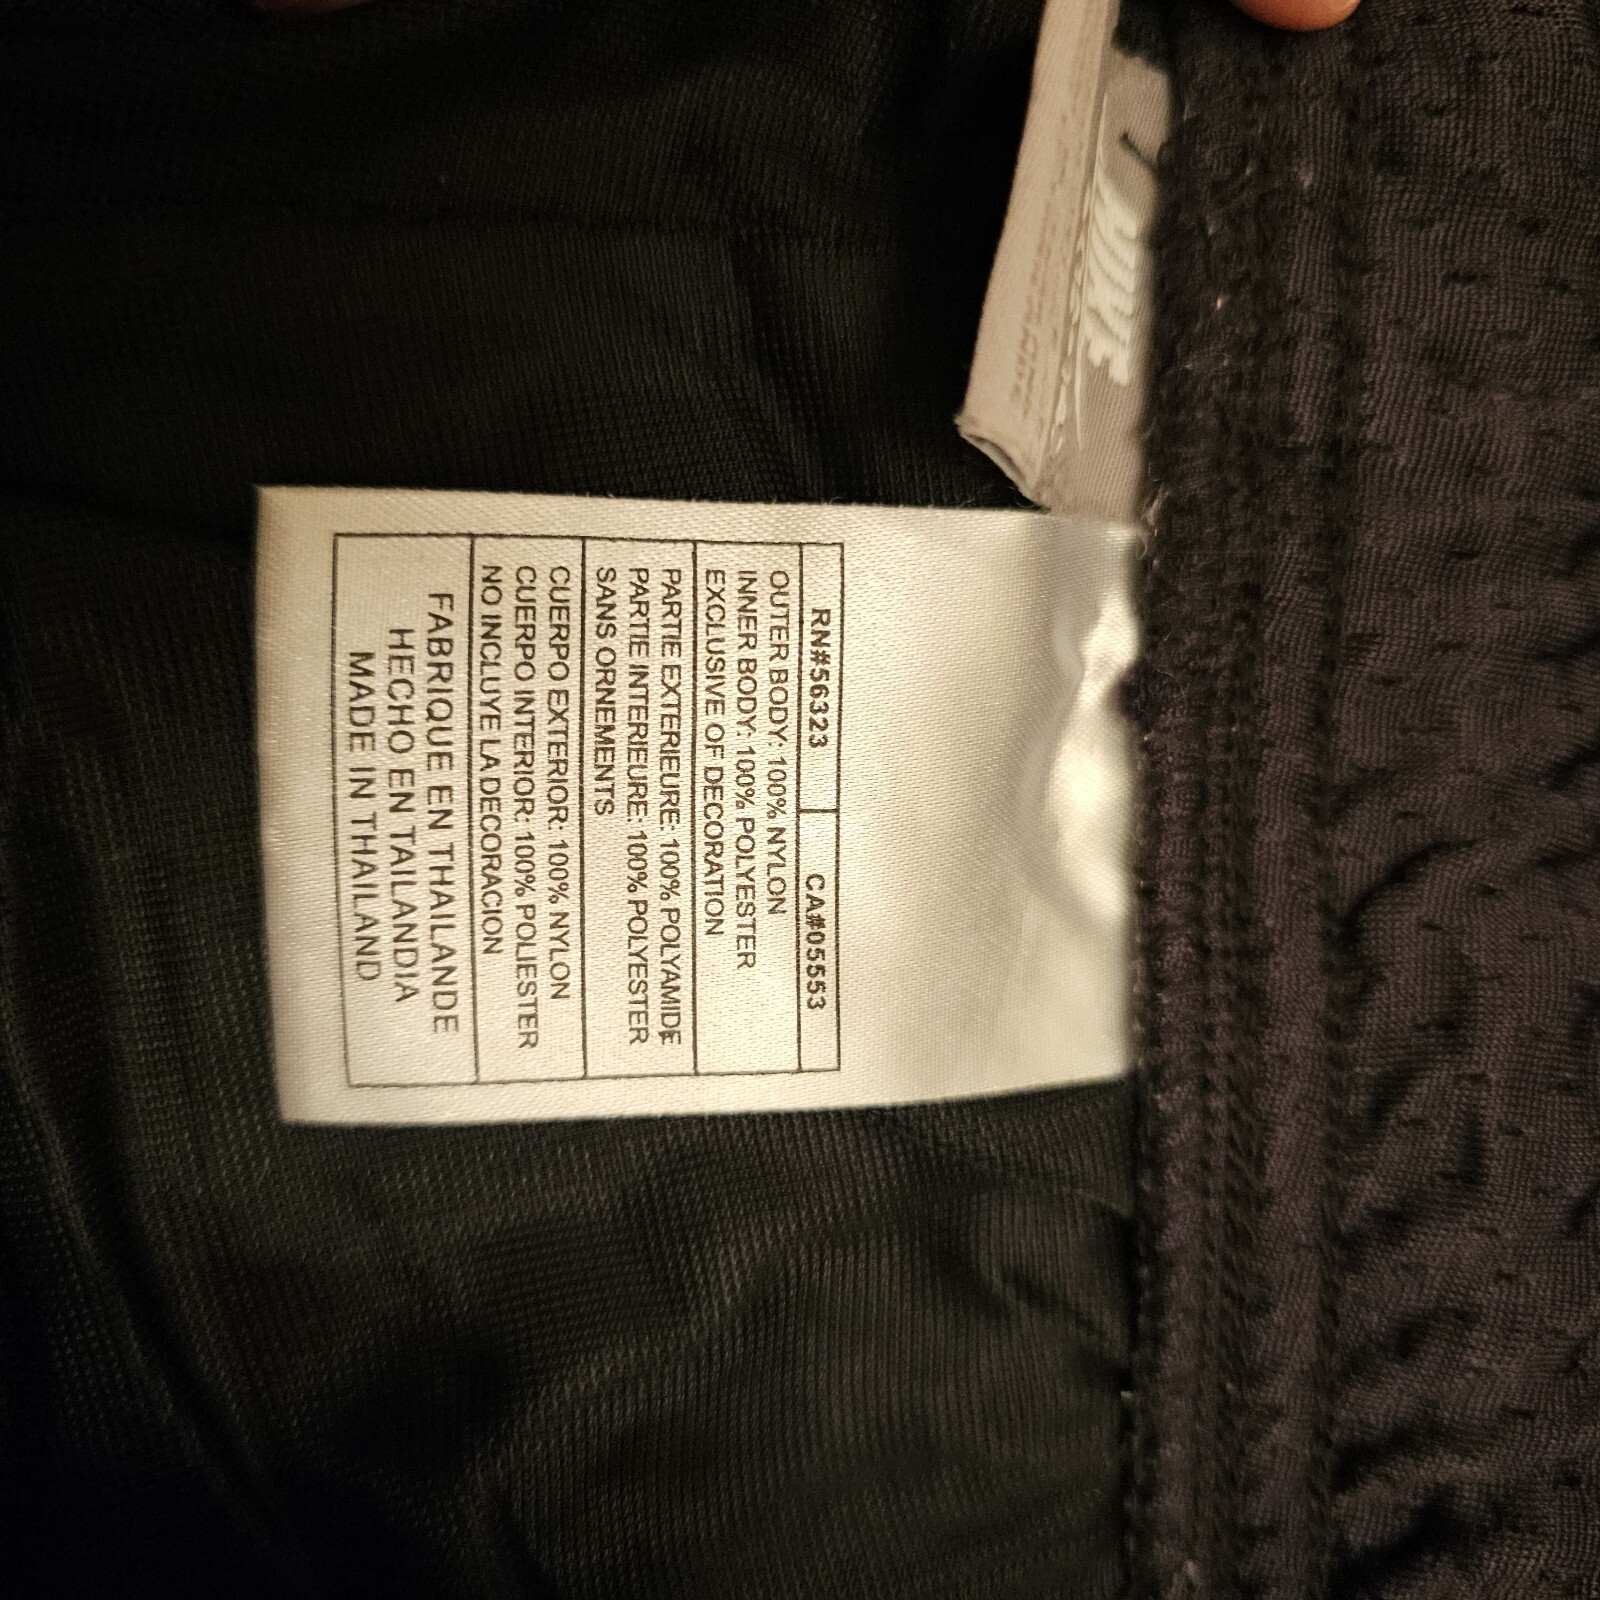 NIKE
RN#56323 CA#05553
OUTER BODY: 100% NYLON
INNER BODY: 100% POLYESTER
EXCLUSIVE OF DECORATION
PARTIE EXTERIEURE: 100% POLYAMIDE
PARTIE INTERIEURE: 100% POLYESTER
SANS ORNEMENTS
CUERPO EXTERIOR: 100% NYLON
CUERPO INTERIOR: 100% POLIESTER
NO INCLUYE LA DECORACION
FABRIQUE EN THAILANDE
HECHO EN TAILANDIA
MADE IN THAILAND